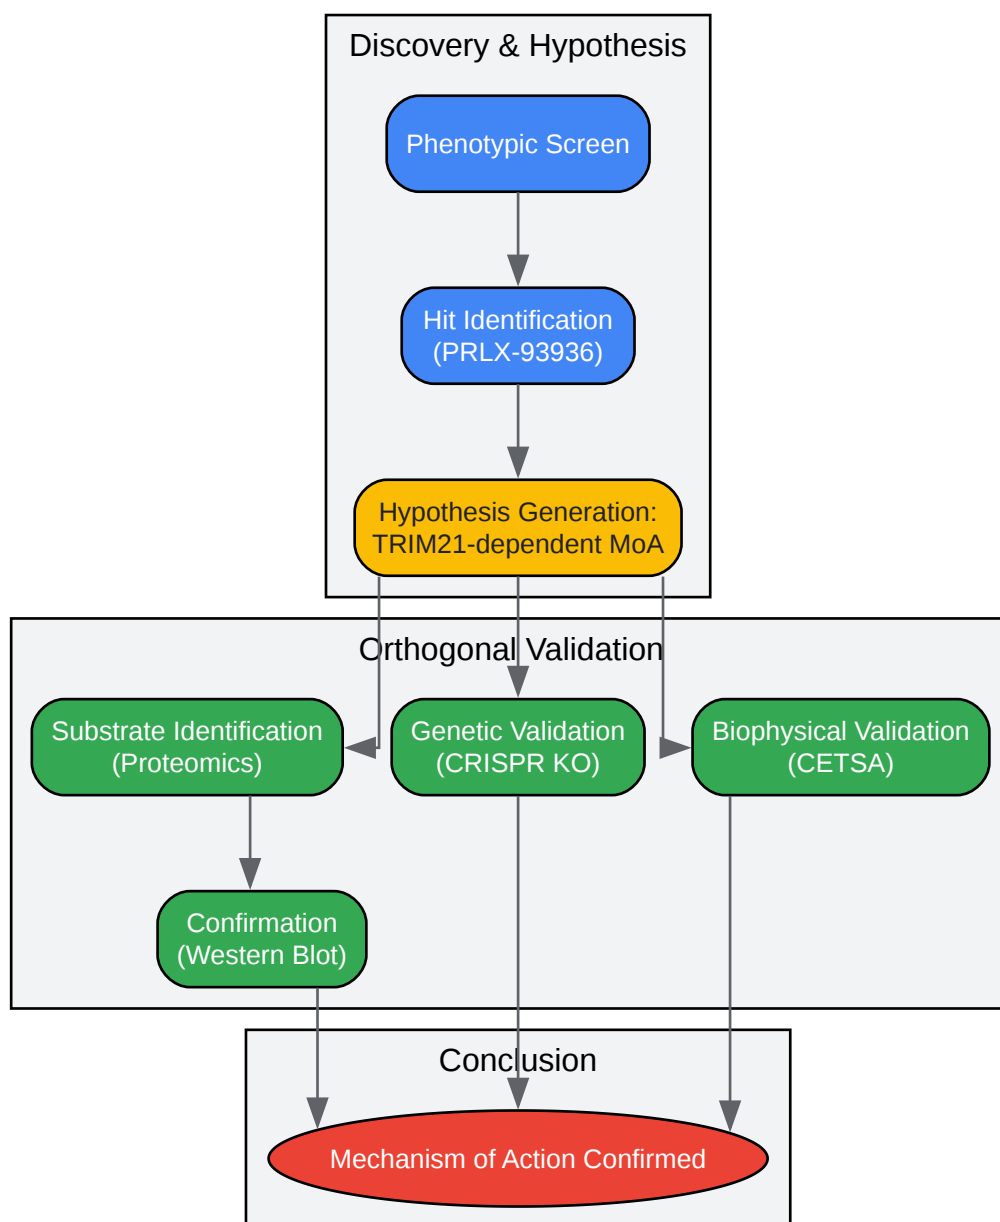 Discovery & Hypothesis
Phenotypic Screen
Hit Identification
(PRLX-93936)
Hypothesis Generation:
TRIM21-dependent MoA
Orthogonal Validation
Substrate Identification
(Proteomics)
Genetic Validation
(CRISPR KO)
Biophysical Validation
(CETSA)
Confirmation
(Western Blot)
Conclusion
Mechanism of Action Confirmed